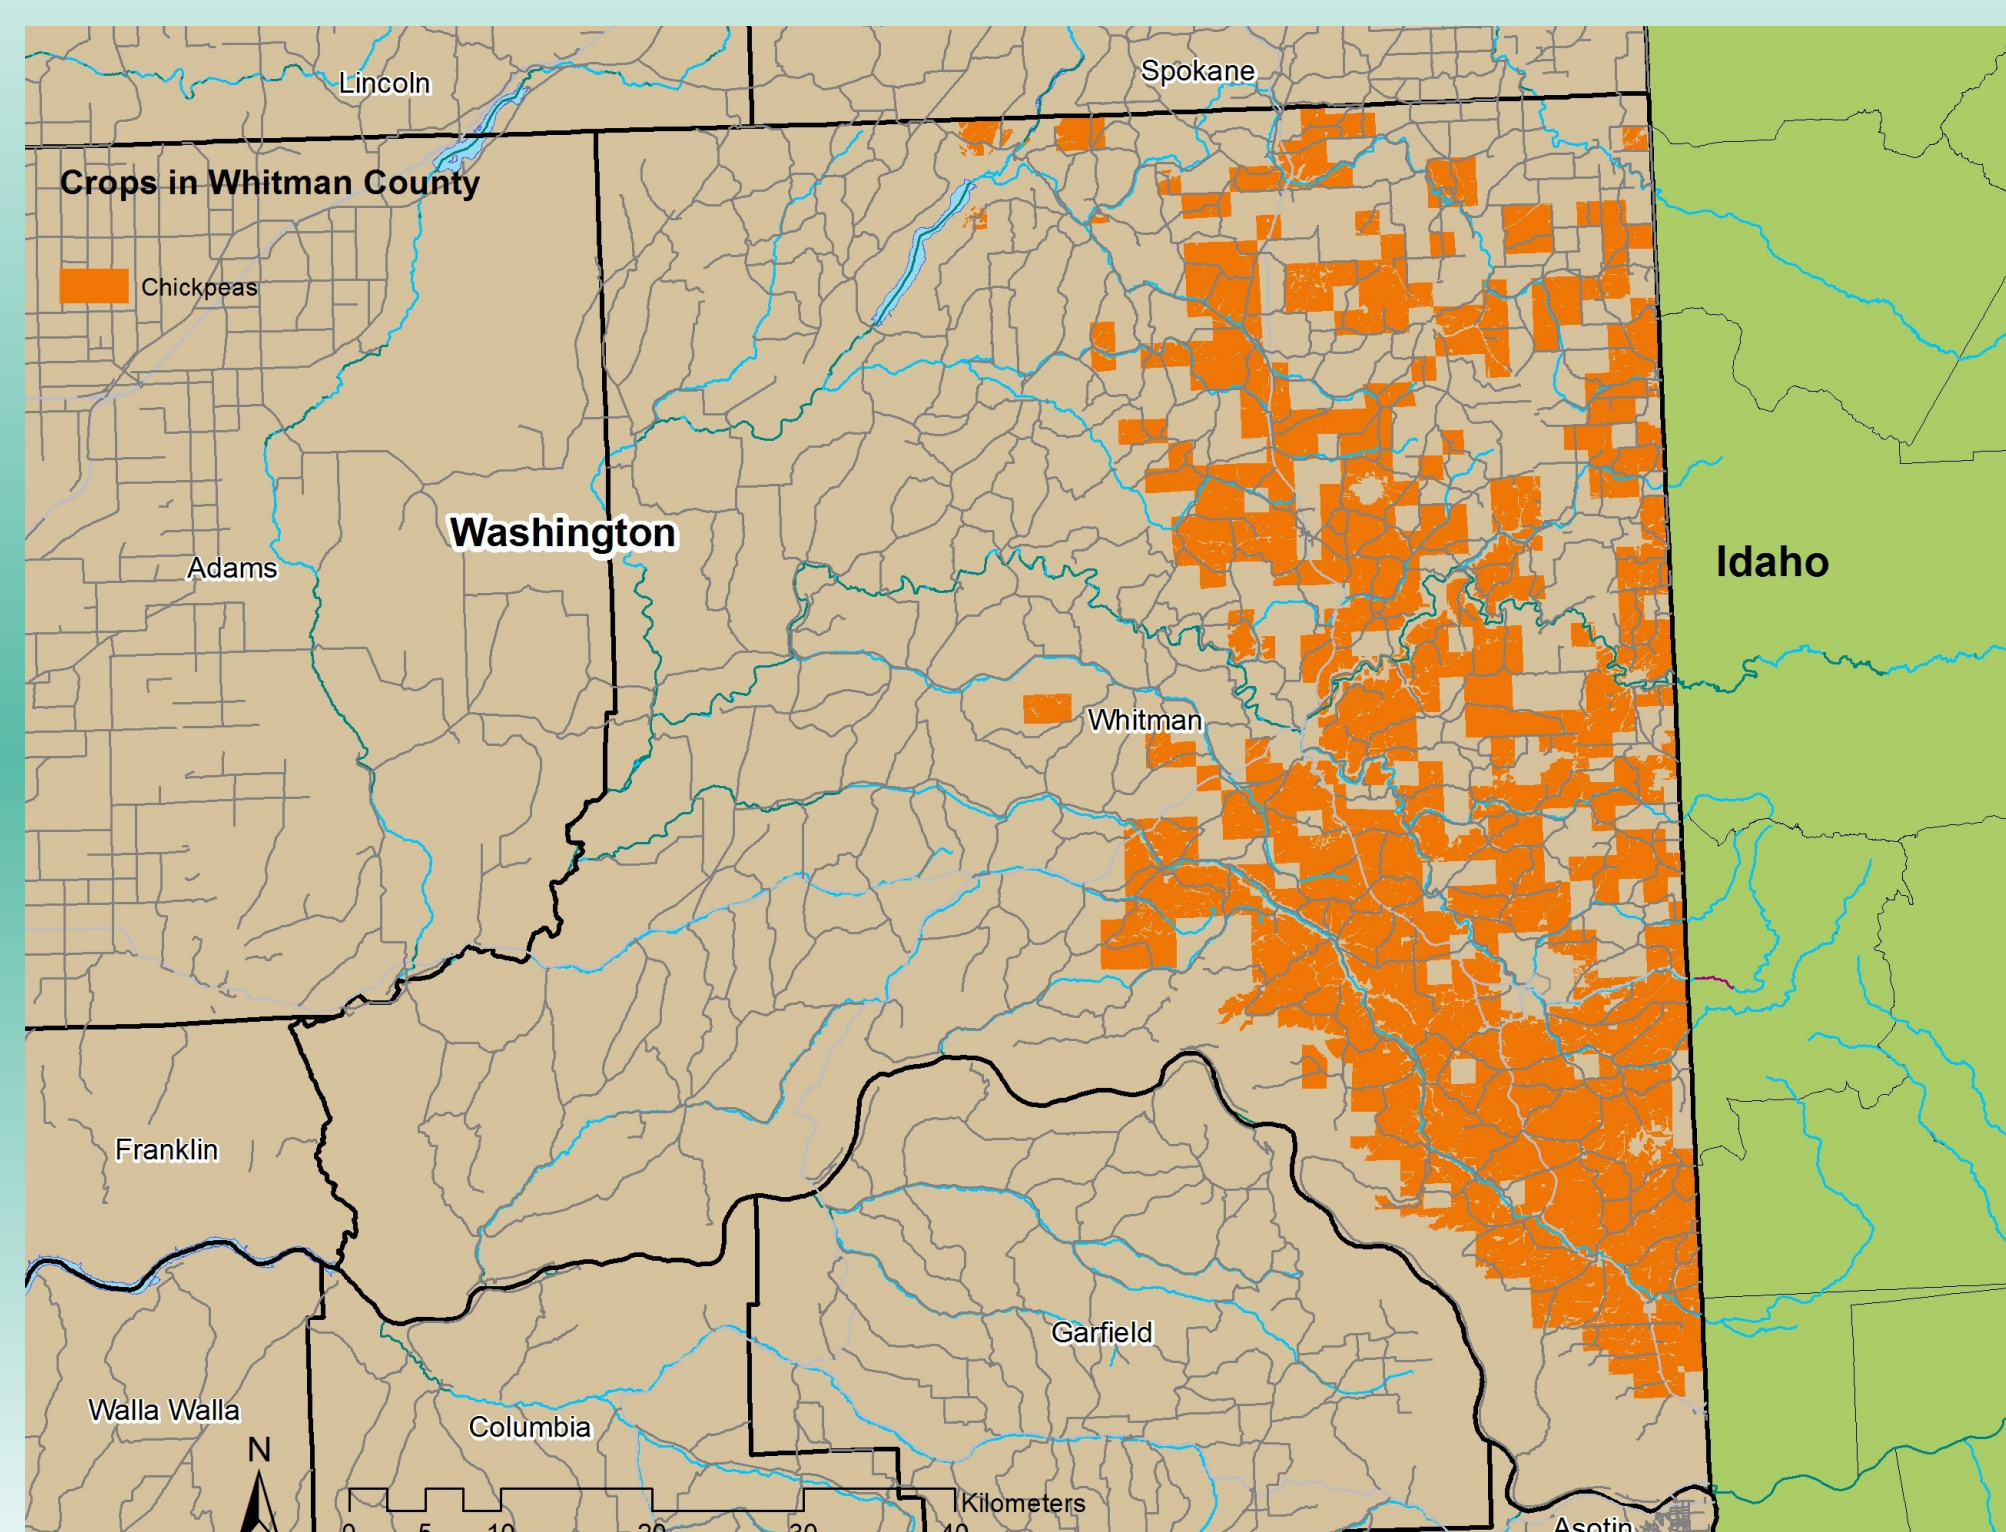 Lincoln
Spokane
Crops in Whitman County
Chickpeas
Washington
Adams
Idaho
Whitman
Franklin
Garfield
Walla Walla
Columbia
N
Kilometers
0 5 10 20 30 40
Asotin